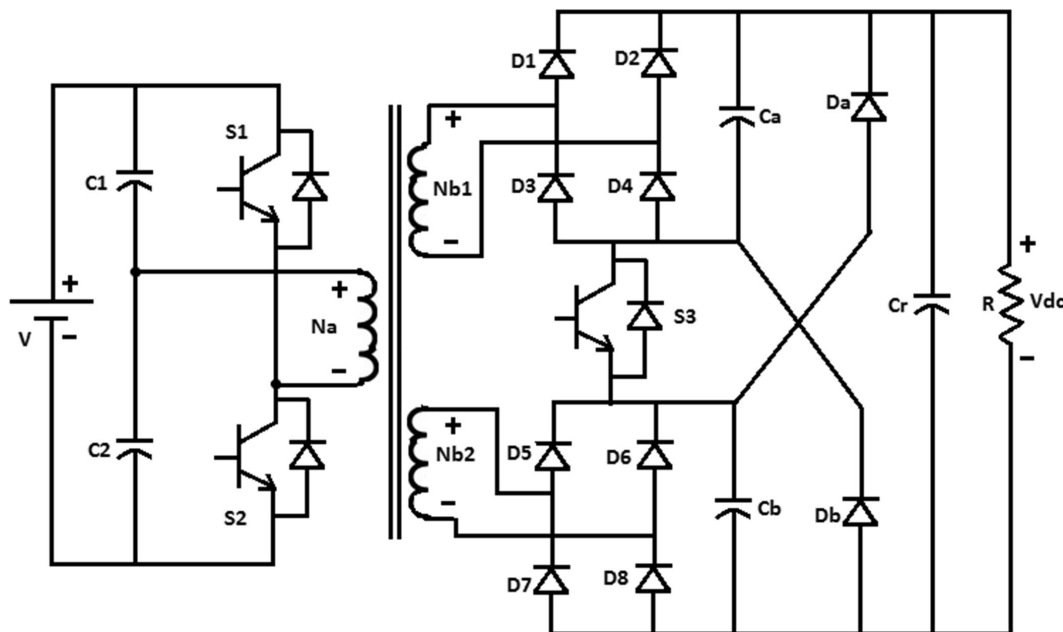 D1
D2
Ca
Da
S1
C1
+
Nb1
-
D3
D4
+
V
-
+
Na
-
S3
+
Cr
R
Vdc
-
C2
S2
+
Nb2
-
D5
D6
Cb
Db
D7
D8